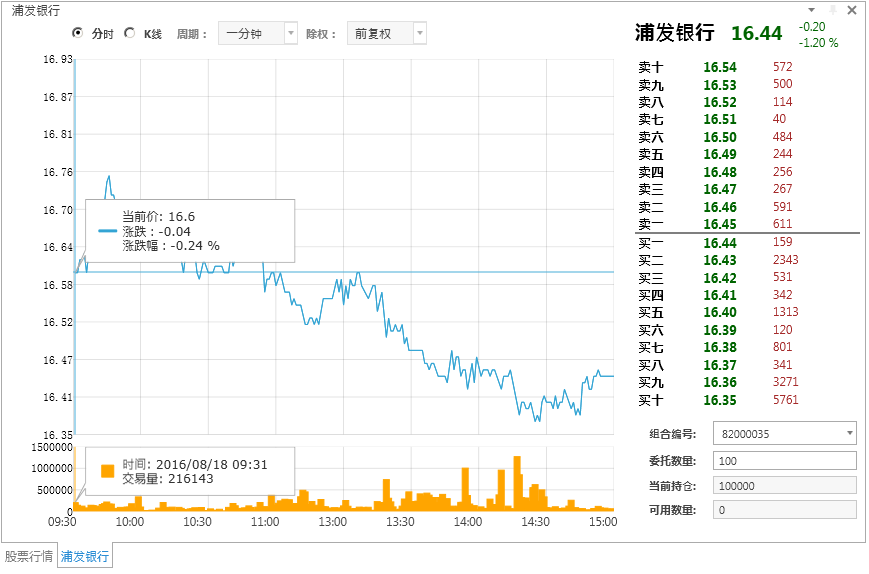 浦发银行
分时 K线 周期： 一分钟 除权： 前复权
16.93
16.87
16.81
16.76
16.70
16.64
16.58
16.52
16.47
16.41
16.35
当前价: 16.6
涨跌 : -0.04
涨跌幅 : -0.24 %
1500000
1000000
500000
0
时间: 2016/08/18 09:31
交易量: 216143
09:30 10:00 10:30 11:00 13:00 13:30 14:00 14:30 15:00
浦发银行 16.44 -0.20
-1.20 %
卖十 16.54 572
卖九 16.53 500
卖八 16.52 114
卖七 16.51 40
卖六 16.50 484
卖五 16.49 244
卖四 16.48 256
卖三 16.47 267
卖二 16.46 591
卖一 16.45 611
买一 16.44 159
买二 16.43 2343
买三 16.42 531
买四 16.41 342
买五 16.40 1313
买六 16.39 120
买七 16.38 801
买八 16.37 341
买九 16.36 3271
买十 16.35 5761
组合编号: 82000035
委托数量: 100
当前持仓: 100000
可用数量: 0
股票行情 浦发银行